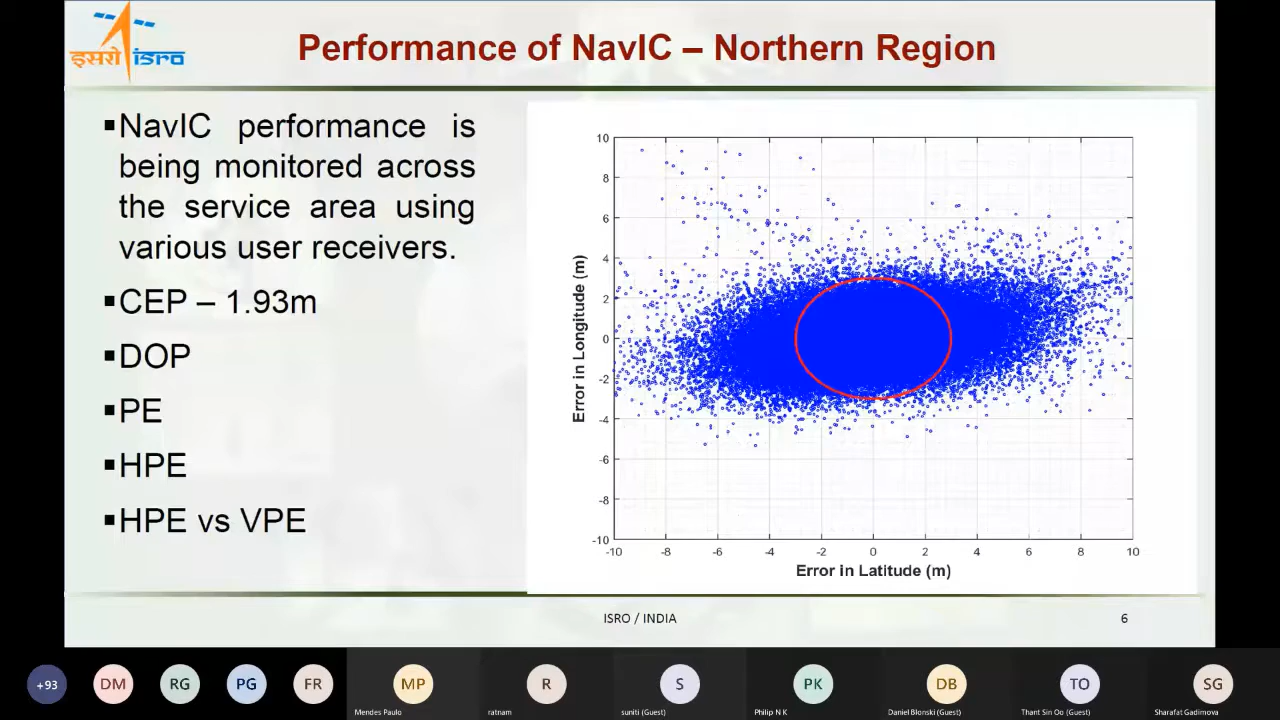 इसरो isro
Performance of NavIC – Northern Region
▪NavIC performance is
being monitored across
the service area using
various user receivers.
▪CEP – 1.93m
▪DOP
▪PE
▪HPE
▪HPE vs VPE
Error in Longitude (m)
10
8
6
4
2
0
-2
-4
-6
-8
-10
-10 -8 -6 -4 -2 0 2 4 6 8 10
Error in Latitude (m)
ISRO / INDIA 6
+93 DM RG PG FR MP R S PK DB TO SG
Mendes Paulo ratnam suniti (Guest) Philip N K Daniel Blonski (Guest) Thant Sin Oo (Guest) Sharafat Gadimova